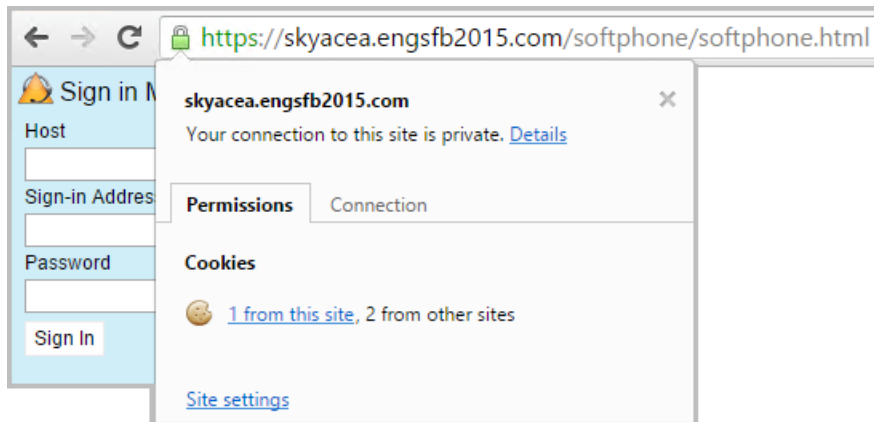 https://skyacea.engsfb2015.com/softphone/softphone.html
Sign in
Host
Sign-in Addres
Password
Sign In
skyacea.engsfb2015.com
Your connection to this site is private. Details
Permissions
Connection
Cookies
1 from this site, 2 from other sites
Site settings